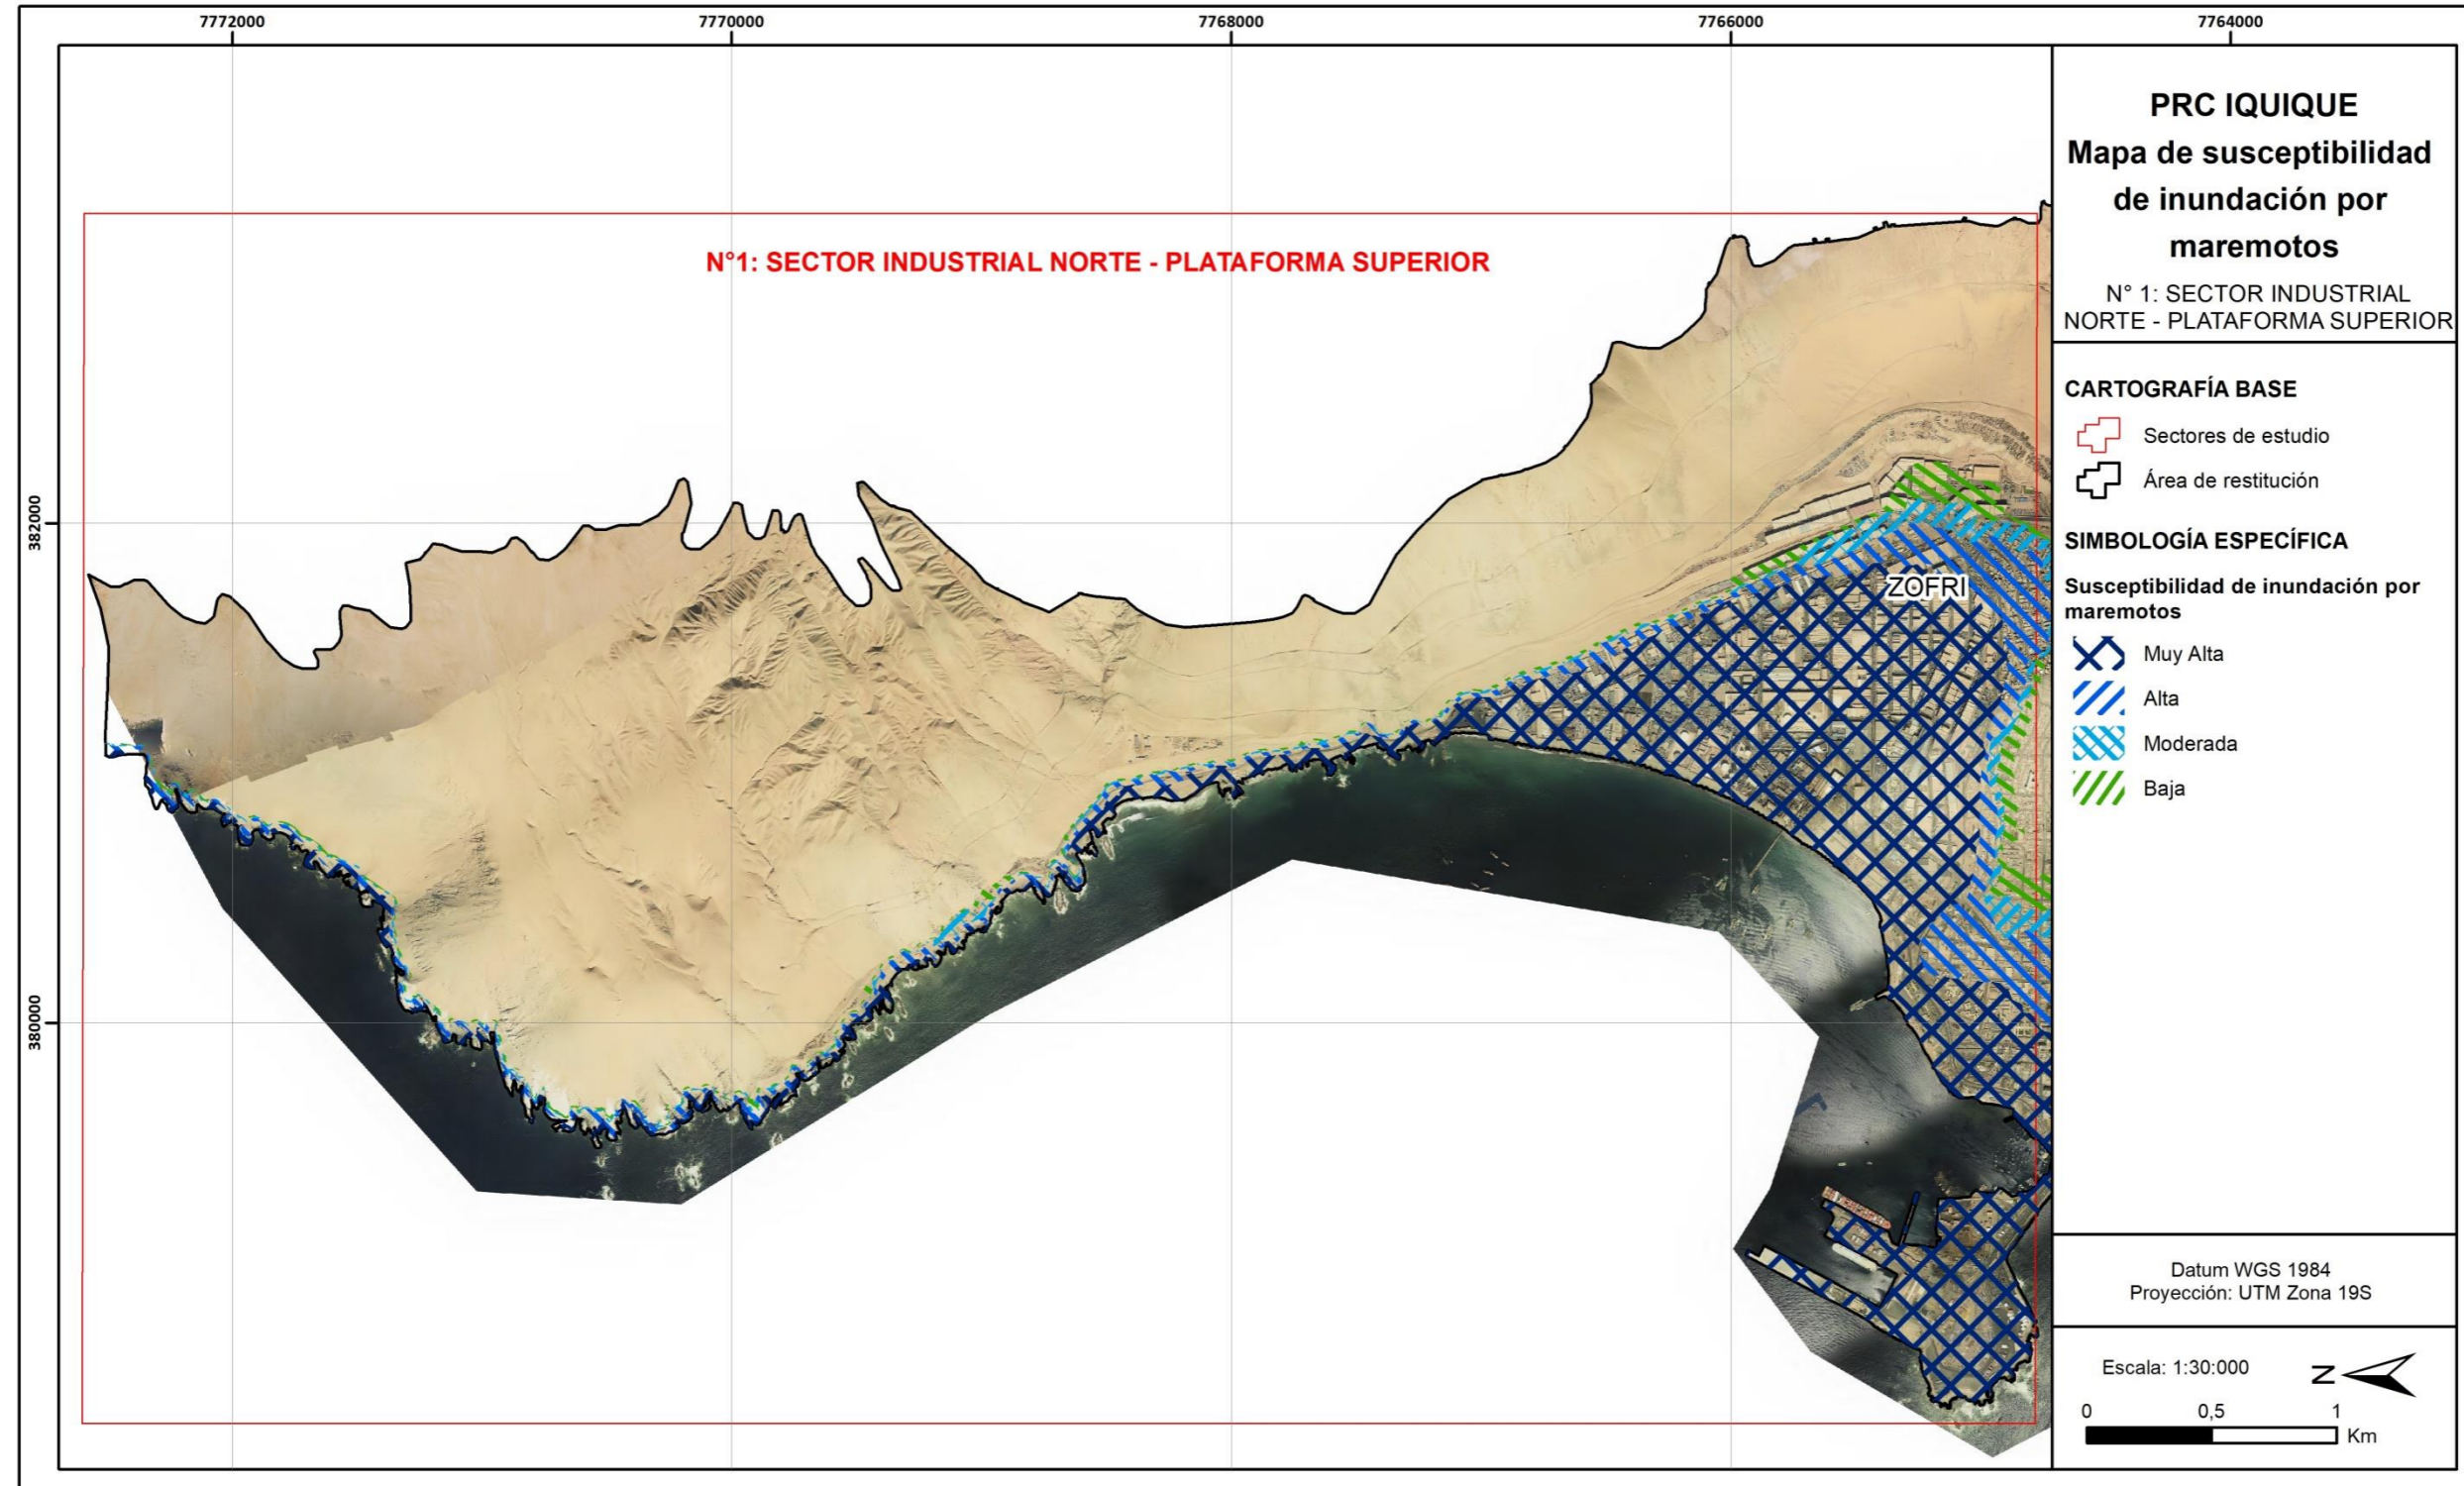 7772000
7770000
7768000
7766000
7764000
382000
380000
N°1: SECTOR INDUSTRIAL NORTE - PLATAFORMA SUPERIOR
ZOFRI
PRC IQUIQUE
Mapa de susceptibilidad
de inundación por
maremotos
N° 1: SECTOR INDUSTRIAL
NORTE - PLATAFORMA SUPERIOR
CARTOGRAFÍA BASE
Sectores de estudio
Área de restitución
SIMBOLOGÍA ESPECÍFICA
Susceptibilidad de inundación por
maremotos
Muy Alta
Alta
Moderada
Baja
Datum WGS 1984
Proyección: UTM Zona 19S
Escala: 1:30:000
N
0 0,5 1
Km